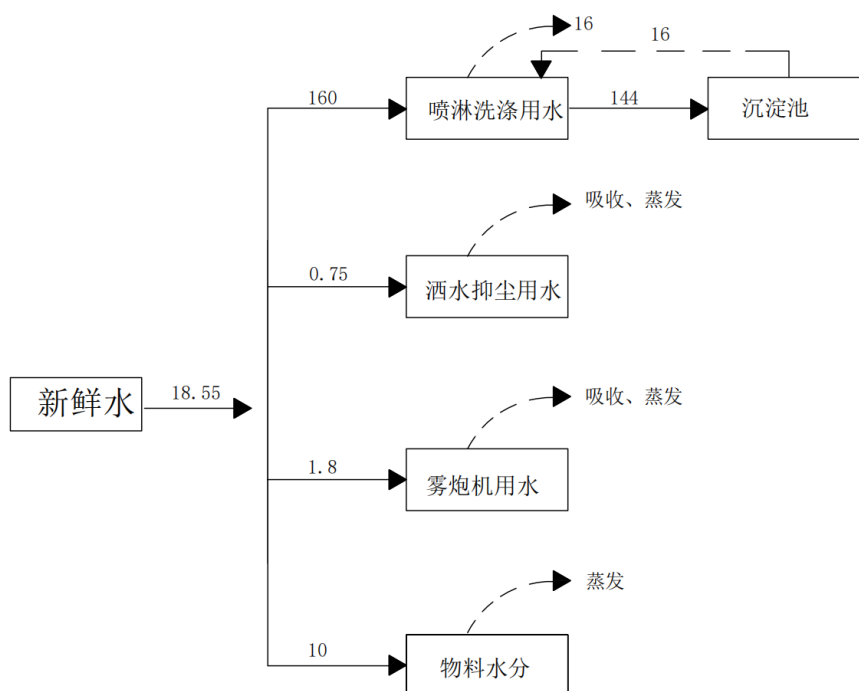 16
16
160
喷淋洗涤用水
144
沉淀池
吸收、蒸发
0.75
洒水抑尘用水
新鲜水
18.55
吸收、蒸发
1.8
雾炮机用水
蒸发
10
物料水分